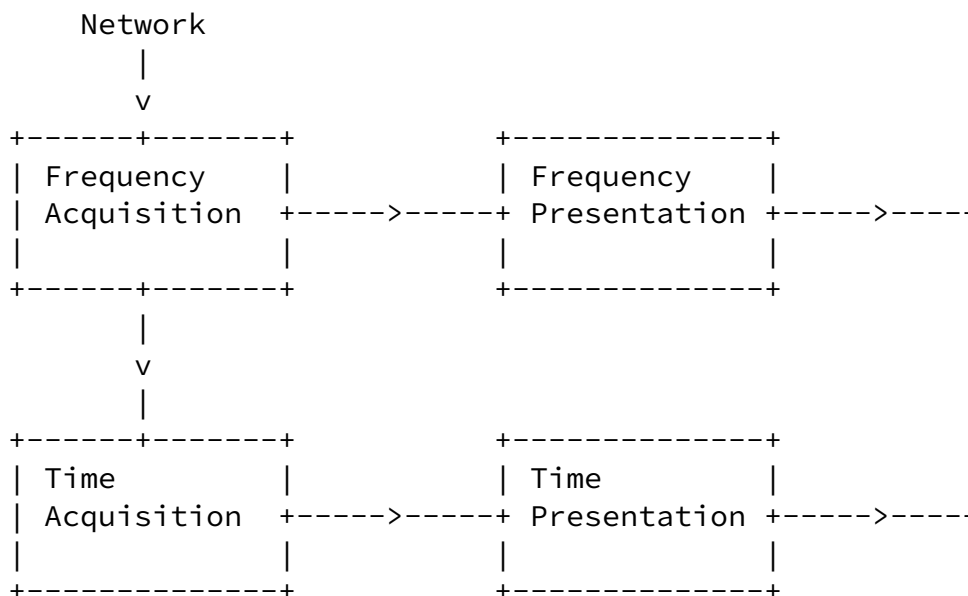 Network
Frequency Frequency
Acquisition Presentation
Time Time
Acquisition Presentation